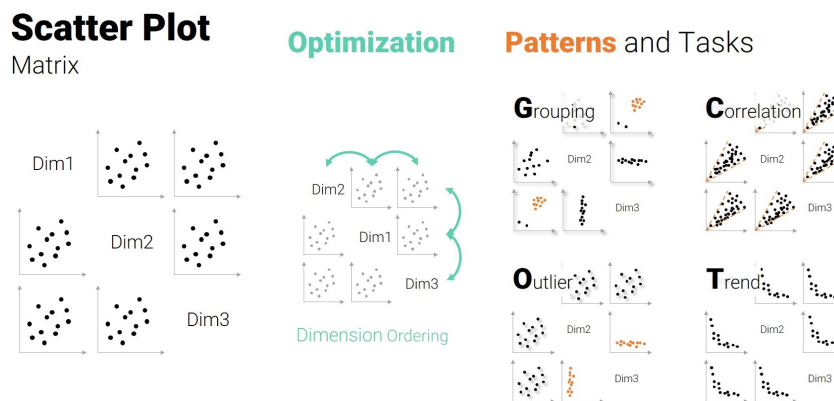 Scatter Plot
Matrix
Dim1
Dim2
Dim3
Optimization
Dim2
Dim1
Dim3
Dimension Ordering
Patterns and Tasks
Grouping
Dim2
Dim3
Correlation
Dim2
Dim3
Outlier
Dim2
Dim3
Trend
Dim2
Dim3